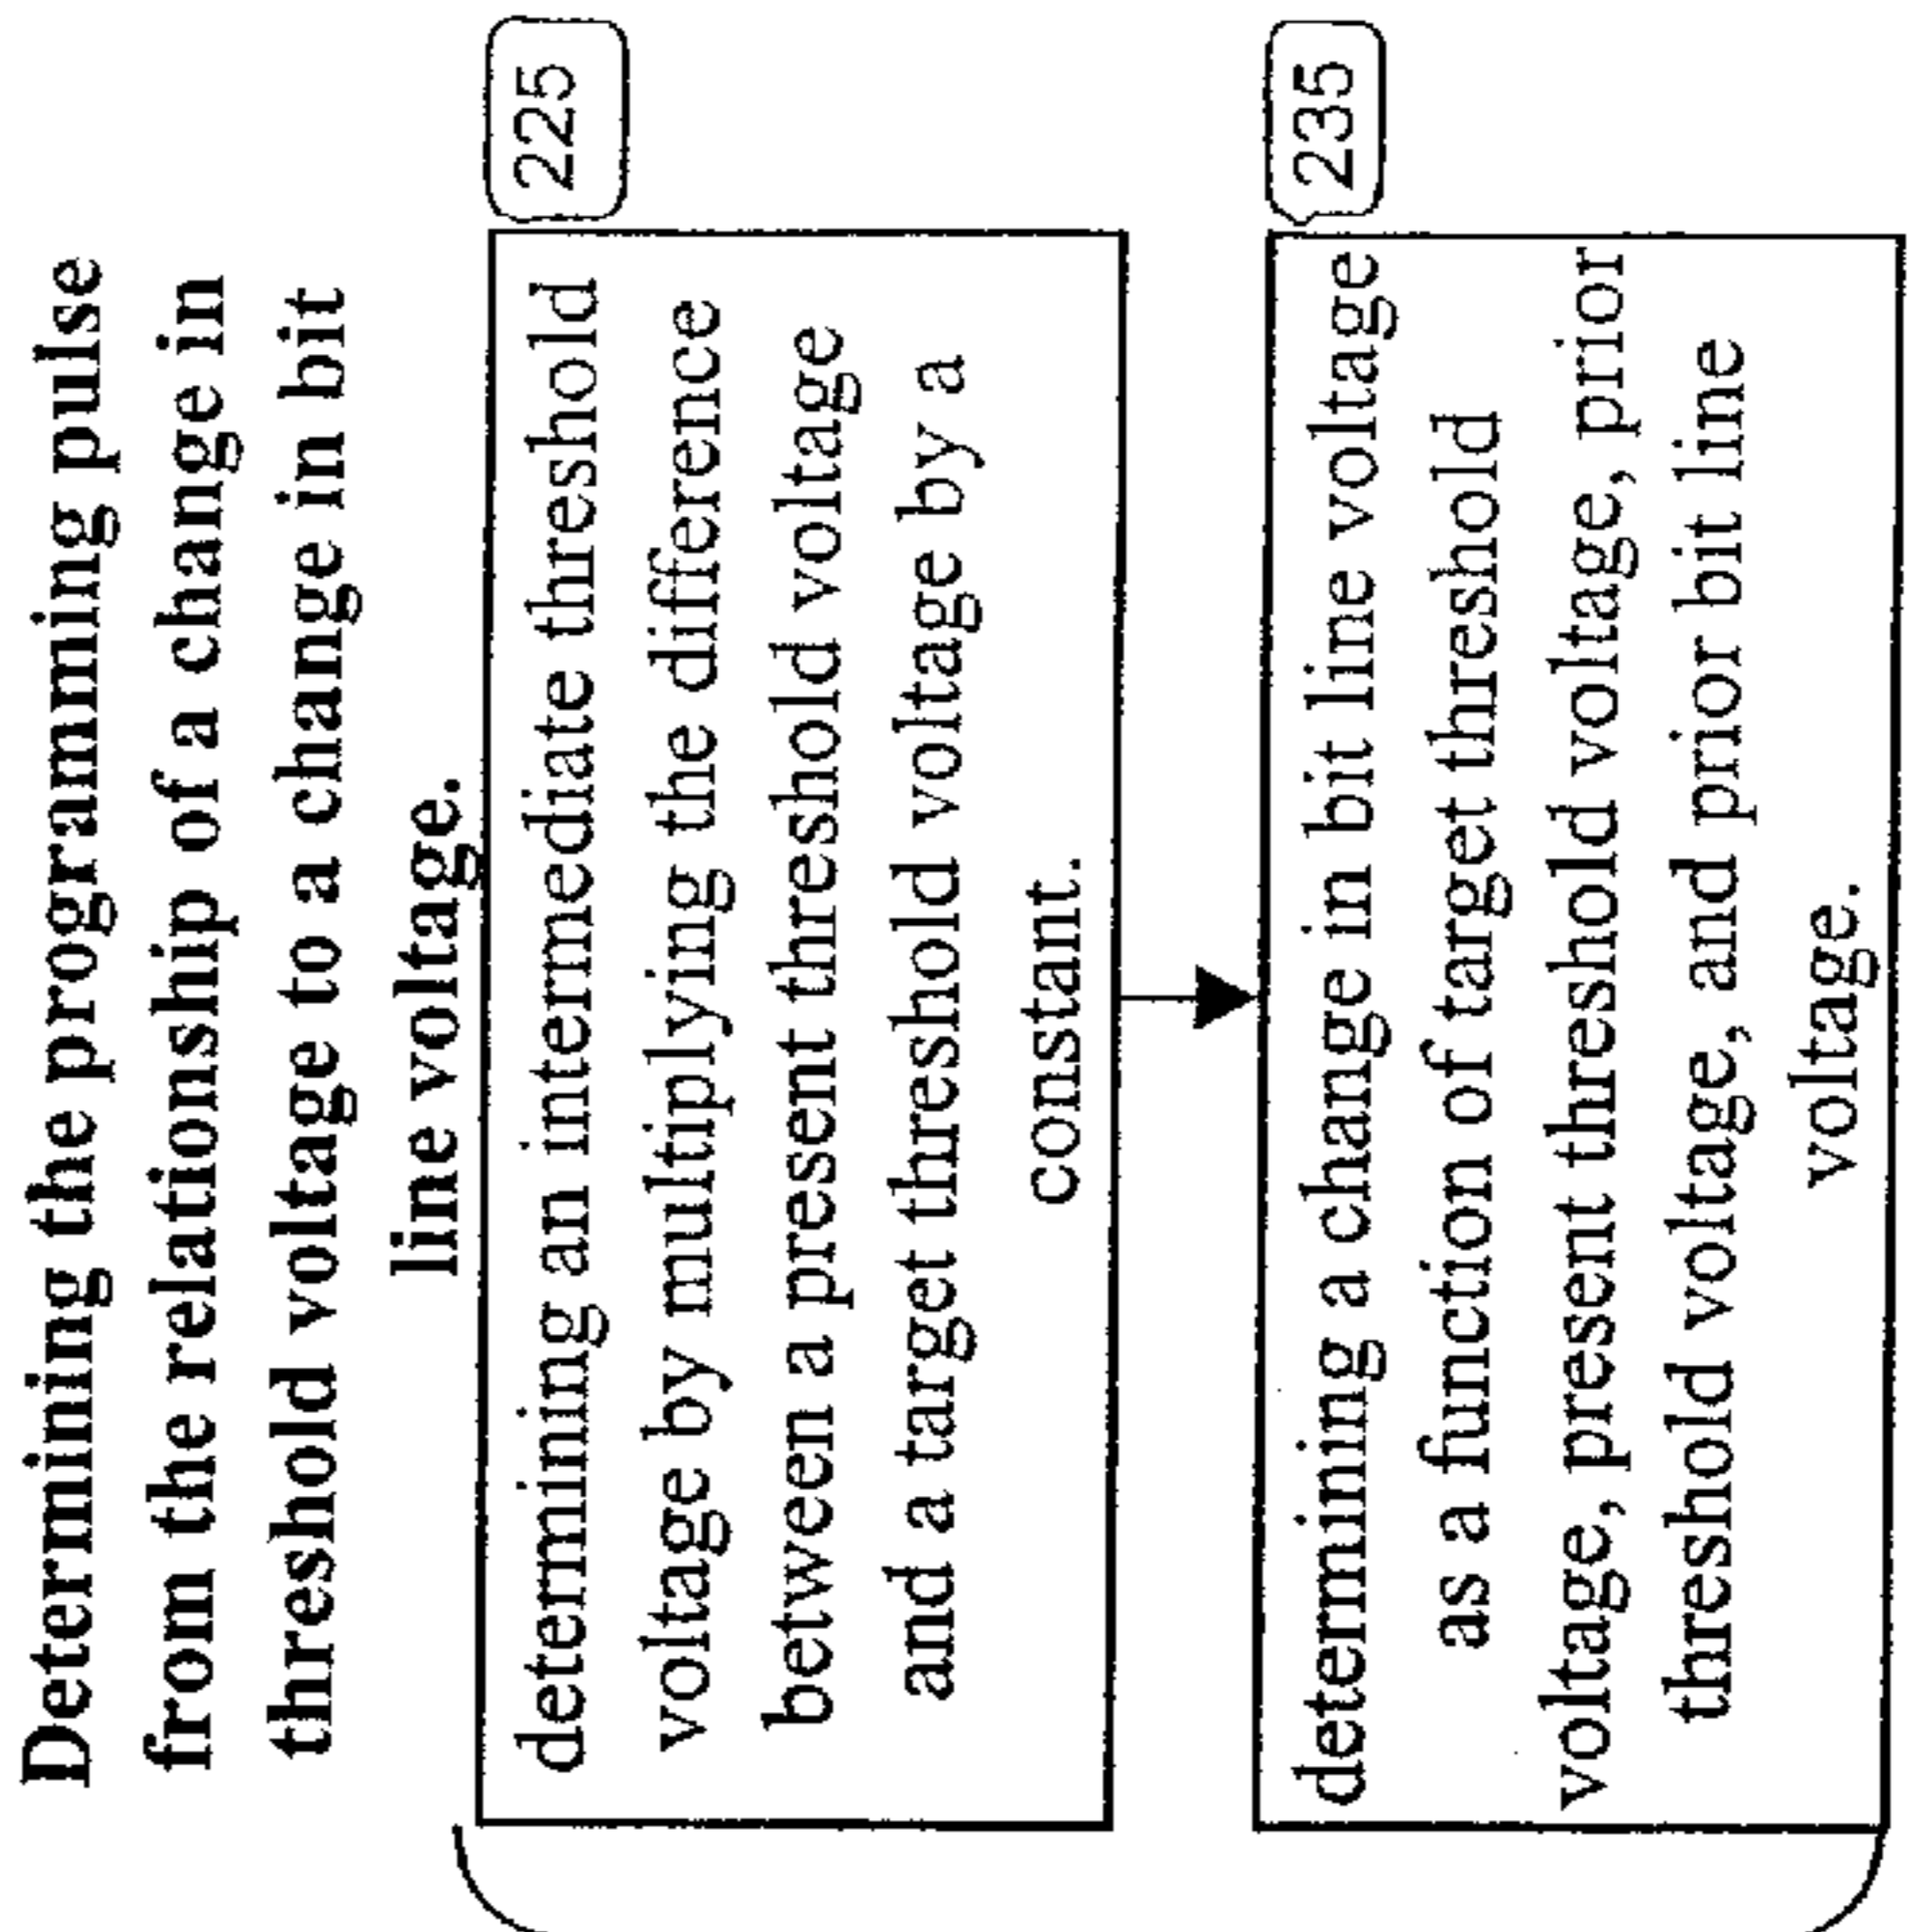 Determining the programming pulse
from the relationship of a change in
threshold voltage to a change in bit
line voltage.
225
determining an intermediate threshold
voltage by multiplying the difference
between a present threshold voltage
and a target threshold voltage by a
constant.
235
determining a change in bit line voltage
as a function of target threshold
voltage, present threshold voltage, prior
threshold voltage, and prior bit line
voltage.